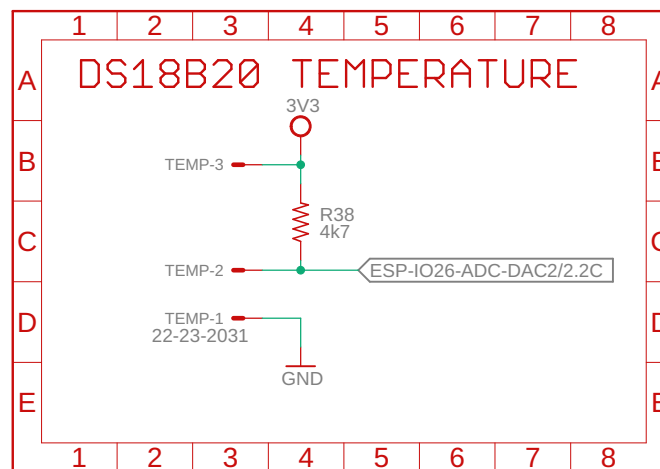 1 2 3 4 5 6 7 8
A DS18B20 TEMPERATURE A
3V3
B TEMP-3 B
R38
C 4k7 C
TEMP-2 ESP-IO26-ADC-DAC2/2.2C
D TEMP-1 D
22-23-2031
GND
E E
1 2 3 4 5 6 7 8